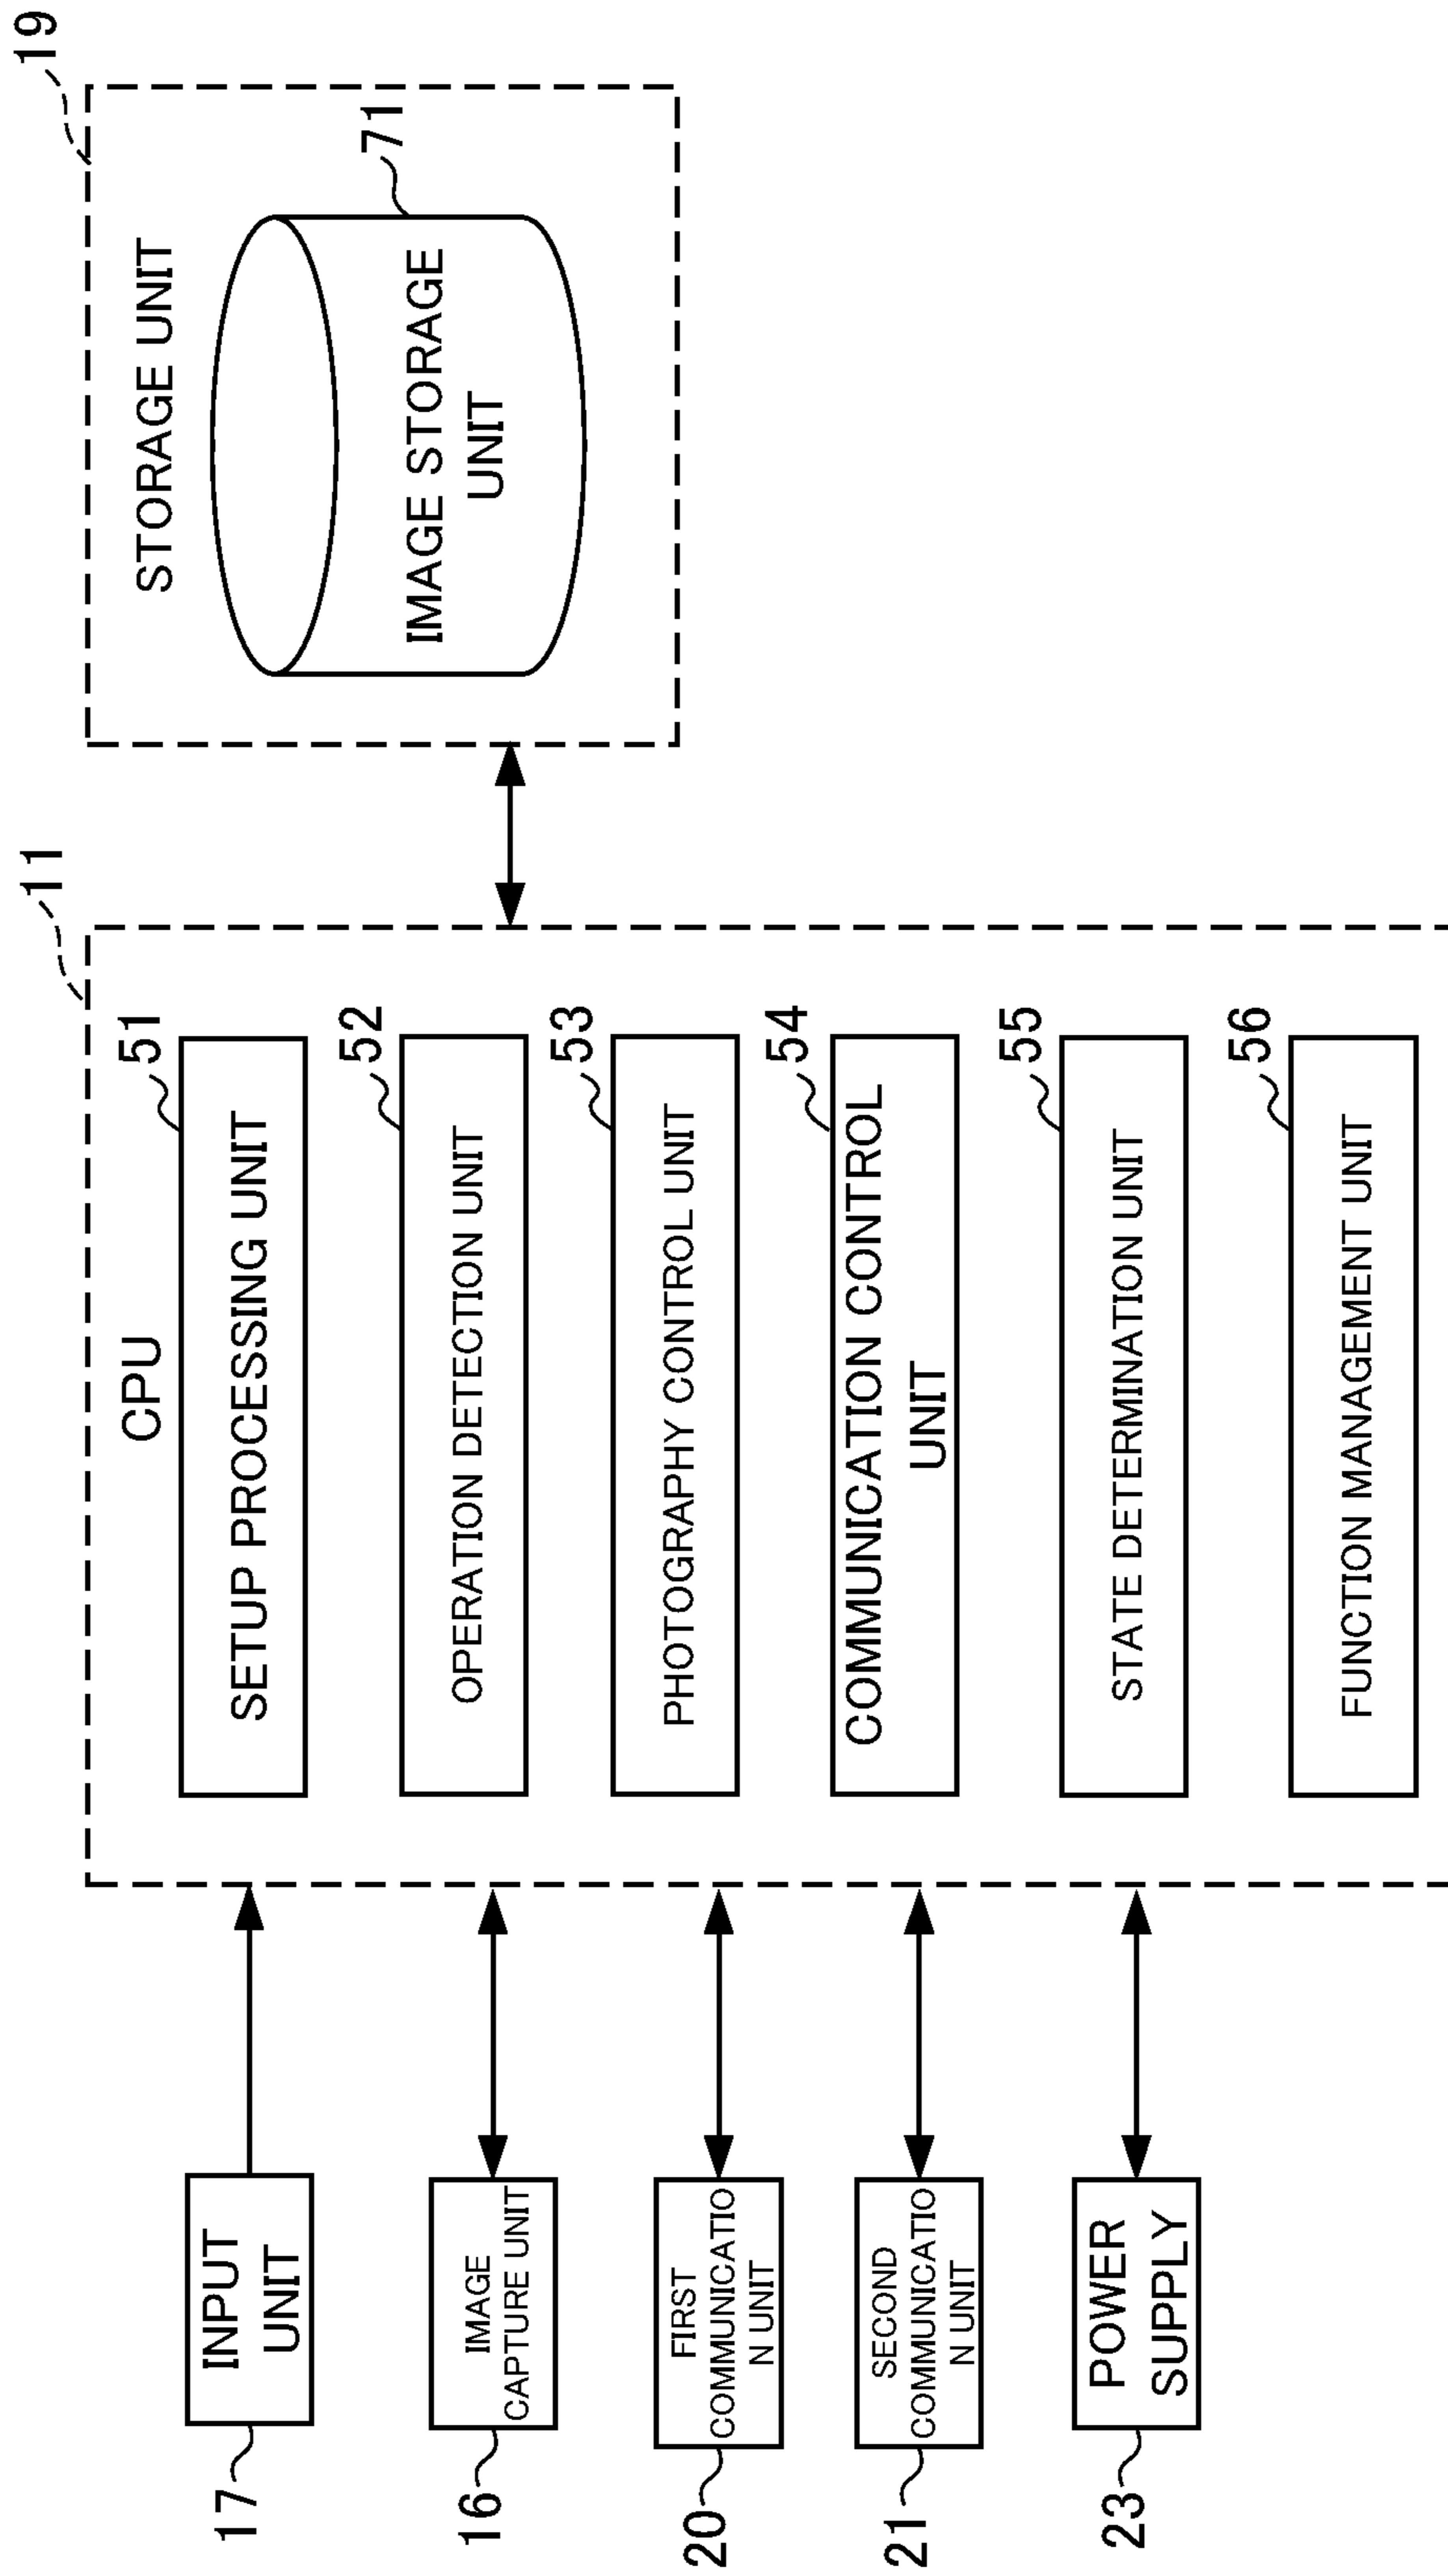 17
INPUT
UNIT
16
IMAGE
CAPTURE UNIT
20
FIRST
COMMUNICATIO
N UNIT
21
SECOND
COMMUNICATIO
N UNIT
23
POWER
SUPPLY
11
CPU
51
SETUP PROCESSING UNIT
52
OPERATION DETECTION UNIT
53
PHOTOGRAPHY CONTROL UNIT
54
COMMUNICATION CONTROL
UNIT
55
STATE DETERMINATION UNIT
56
FUNCTION MANAGEMENT UNIT
19
STORAGE UNIT
71
IMAGE STORAGE
UNIT